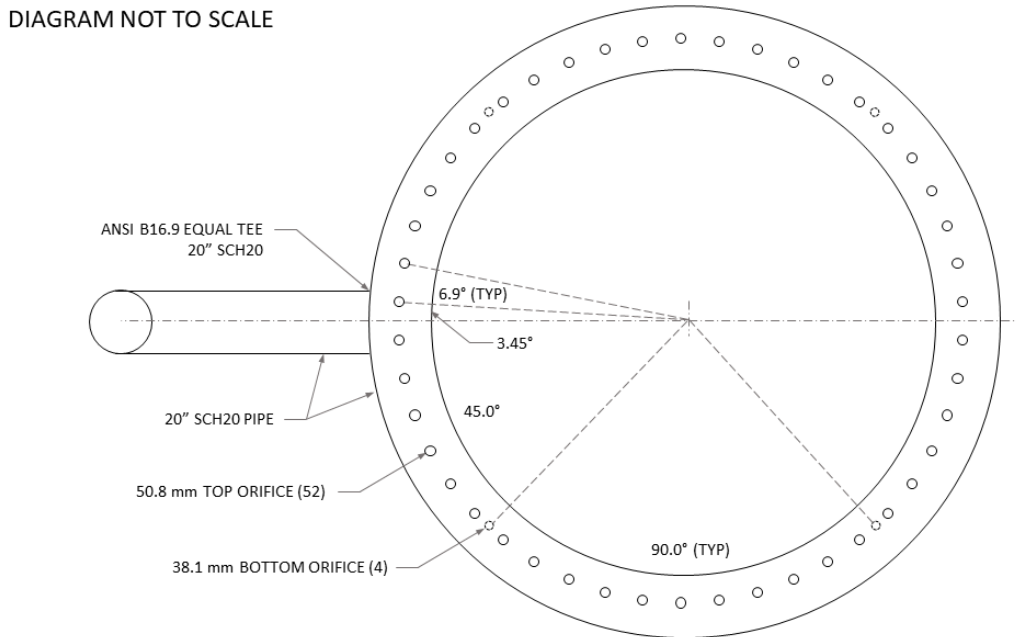 DIAGRAM NOT TO SCALE
ANSI B16.9 EQUAL TEE
20” SCH20
6.9° (TYP)
3.45°
20” SCH20 PIPE
45.0°
50.8 mm TOP ORIFICE (52)
38.1 mm BOTTOM ORIFICE (4)
90.0° (TYP)